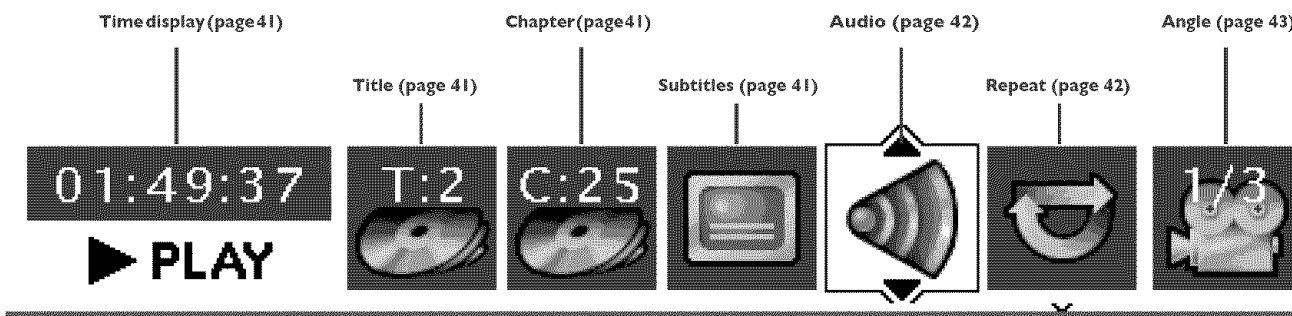 Time display (page 41)
Chapter (page 41)
Audio (page 42)
Angle (page 43)
Title (page 41)
Subtitles (page 41)
Repeat (page 42)
01:49:37
T:2
C:25
1/3
PLAY